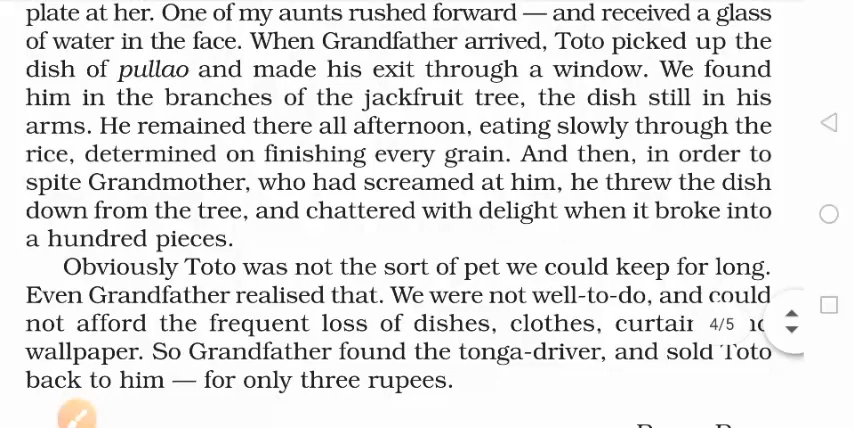 plate at her. One of my aunts rushed forward — and received a glass
of water in the face. When Grandfather arrived, Toto picked up the
dish of pullao and made his exit through a window. We found
him in the branches of the jackfruit tree, the dish still in his
arms. He remained there all afternoon, eating slowly through the
rice, determined on finishing every grain. And then, in order to
spite Grandmother, who had screamed at him, he threw the dish
down from the tree, and chattered with delight when it broke into
a hundred pieces.
Obviously Toto was not the sort of pet we could keep for long.
Even Grandfather realised that. We were not well-to-do, and could
not afford the frequent loss of dishes, clothes, 4/5
wallpaper. So Grandfather found the tonga-driver, and sold Toto
back to him — for only three rupees.